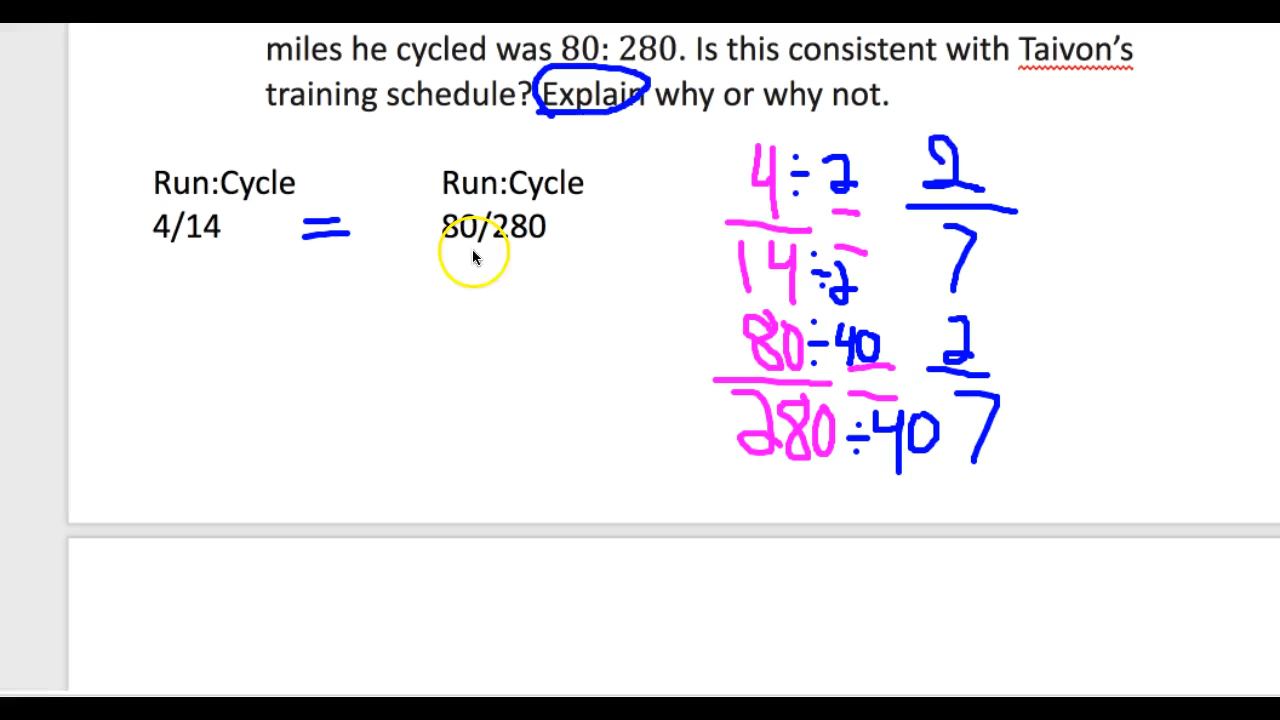 miles he cycled was 80: 280. Is this consistent with Taivon’s
training schedule? Explain why or why not.
Run:Cycle
4/14
=
Run:Cycle
80/280
4 ÷ 2 = 2
14 ÷ 2 = 7
80 ÷ 40 = 2
280 ÷ 40 = 7